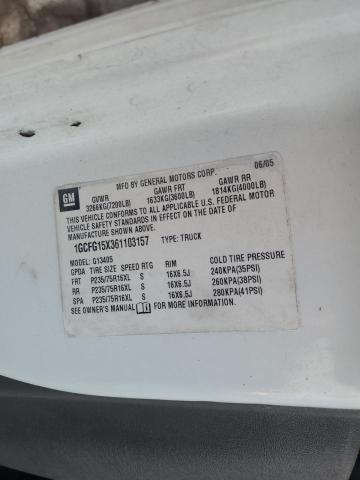 GM
MFD BY GENERAL MOTORS CORP. 06/05
GVWR GAWR FRT GAWR RR
3266KG(7200LB) 1633KG(3600LB) 1814KG(4000LB)
THIS VEHICLE CONFORMS TO ALL APPLICABLE U.S. FEDERAL MOTOR
VEHICLE SAFETY AND THEFT PREVENTION STANDARDS IN EFFECT ON THE DATE OF
MANUFACTURE SHOWN ABOVE.
1GCFG15X361103157 TYPE: TRUCK
MODEL: G13405
GPDA TIRE SIZE SPEED RTG RIM COLD TIRE PRESSURE
FRT P235/75R16XL S 16X6.5J 240KPA(35PSI)
RR P235/75R16XL S 16X6.5J 260KPA(38PSI)
SPA P235/75R16XL S 16X6.5J 280KPA(41PSI)
SEE OWNER'S MANUAL FOR MORE INFORMATION.